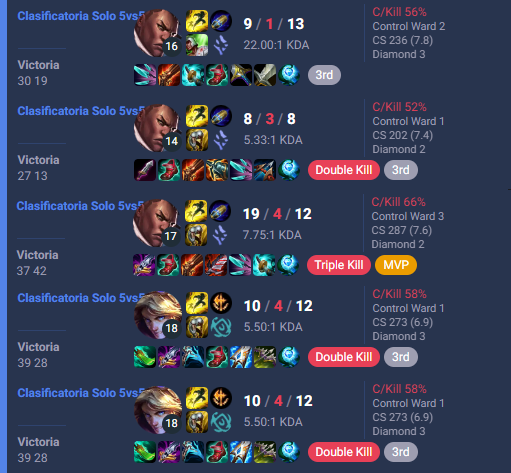 Clasificatoria Solo 5vs5
16
9 / 1 / 13
22.00:1 KDA
C/Kill 56%
Control Ward 2
CS 236 (7.8)
Diamond 3
Victoria
30 19
3rd
Clasificatoria Solo 5vs5
14
8 / 3 / 8
5.33:1 KDA
C/Kill 52%
Control Ward 1
CS 202 (7.4)
Diamond 2
Victoria
27 13
Double Kill
3rd
Clasificatoria Solo 5vs5
17
19 / 4 / 12
7.75:1 KDA
C/Kill 66%
Control Ward 3
CS 287 (7.6)
Diamond 2
Victoria
37 42
Triple Kill
MVP
Clasificatoria Solo 5vs5
18
10 / 4 / 12
5.50:1 KDA
C/Kill 58%
Control Ward 1
CS 273 (6.9)
Diamond 3
Victoria
39 28
Double Kill
3rd
Clasificatoria Solo 5vs5
18
10 / 4 / 12
5.50:1 KDA
C/Kill 58%
Control Ward 1
CS 273 (6.9)
Diamond 3
Victoria
39 28
Double Kill
3rd